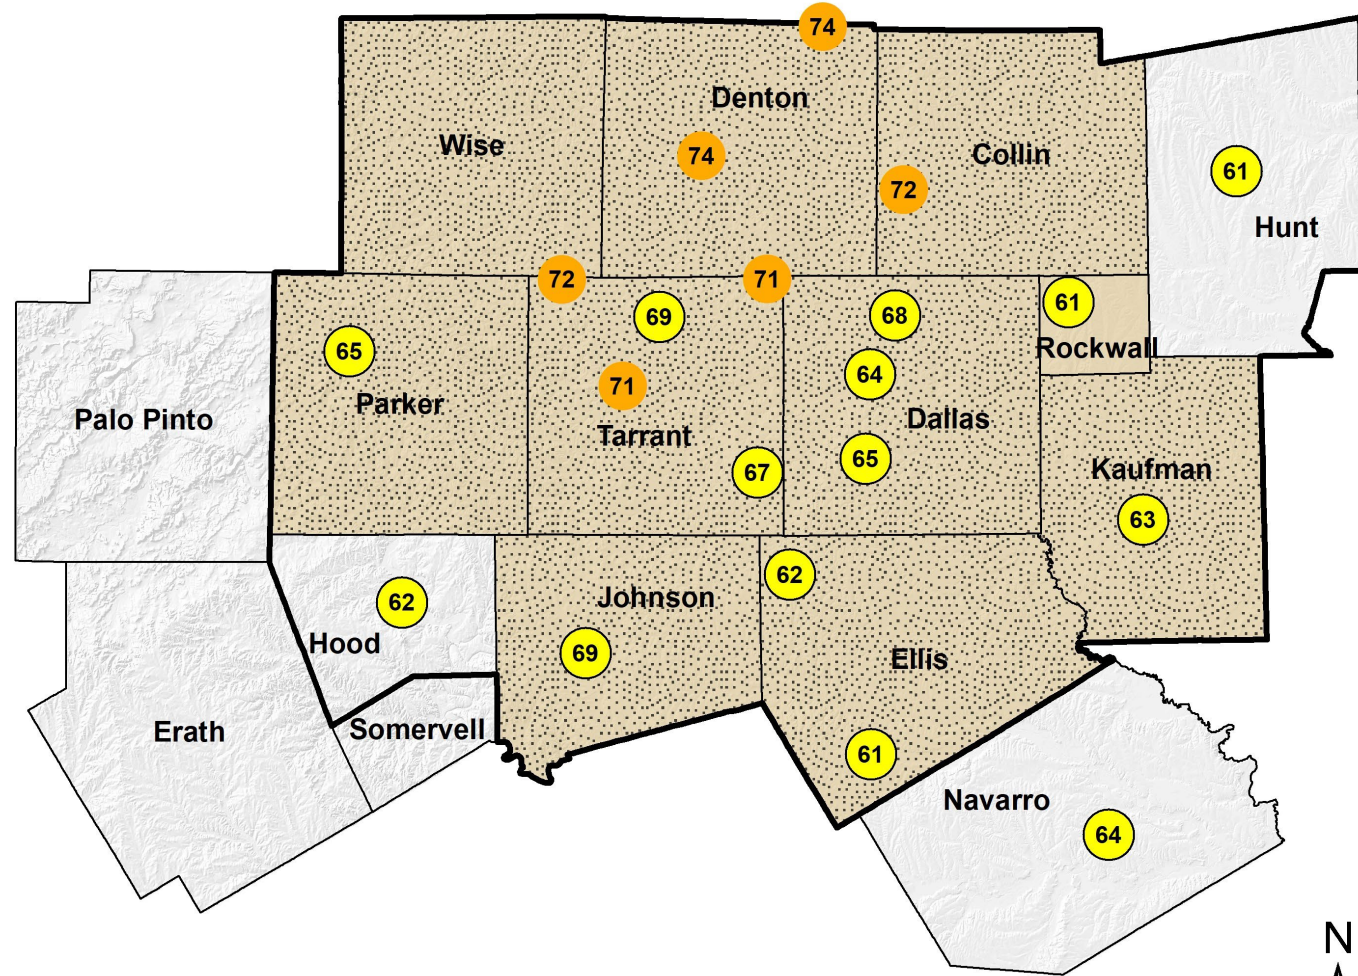 74
Denton
Wise
74
Collin
72
61
Hunt
72
71
61
69
68
Rockwall
65
64
71
Parker
Palo Pinto
Dallas
Tarrant
65
67
Kaufman
63
62
Johnson
62
Hood
69
Ellis
Somervell
Erath
61
Navarro
64
N